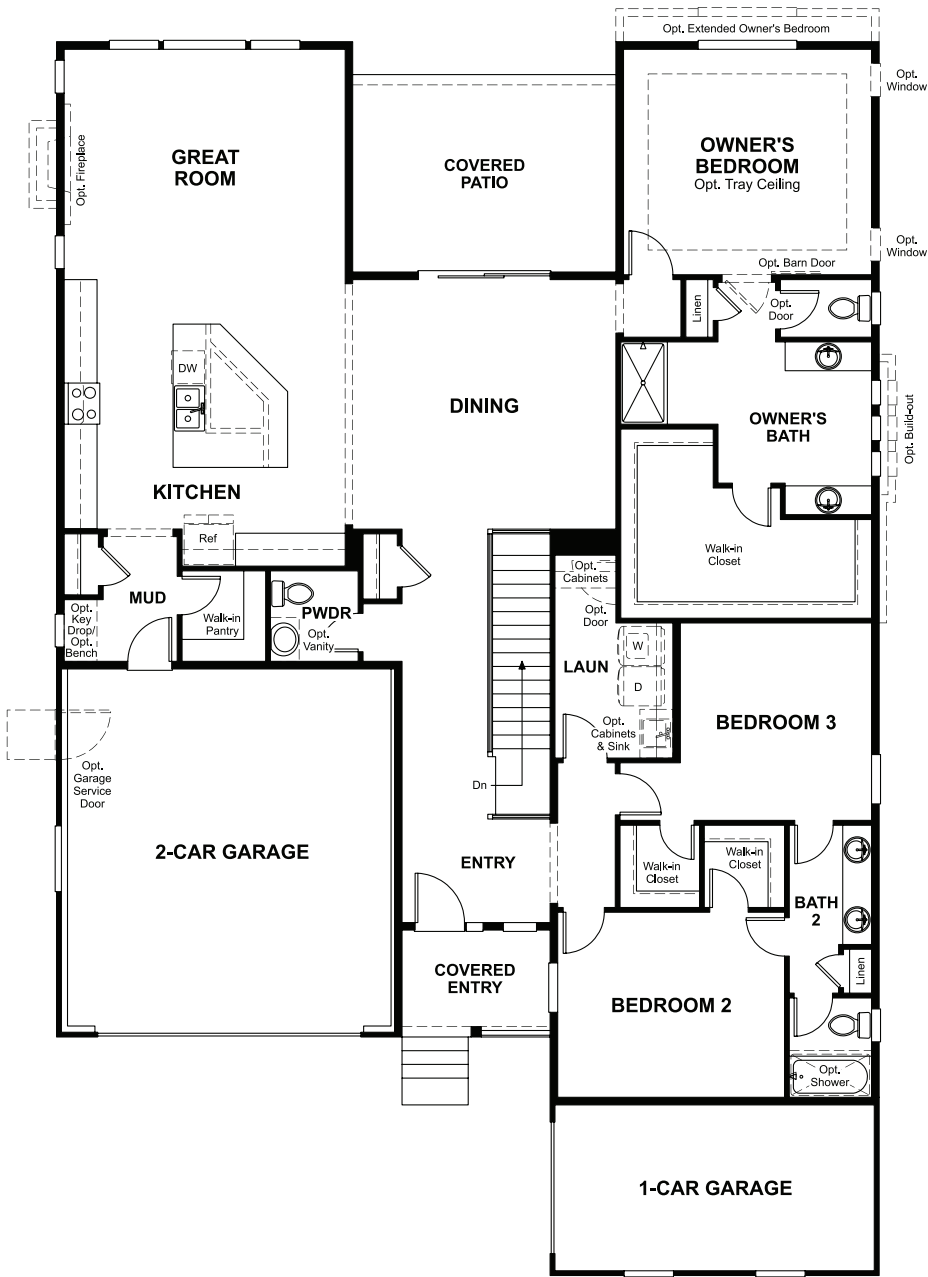 Opt. Extended Owner's Bedroom
Opt.
Window
OWNER'S
BEDROOM
Opt. Tray Ceiling
GREAT
ROOM
COVERED
PATIO
Opt. Fireplace
Opt.
Window
Opt. Barn Door
Linen
Opt.
Door
DW
DINING
OWNER'S
BATH
Opt. Build-out
KITCHEN
Ref
Walk-in
Closet
Opt.
Cabinets
MUD
Opt.
Key
Drop/
Opt.
Bench
Walk-in
Pantry
PWDR
Opt.
Vanity
Opt.
Door
W
LAUN
D
Opt.
Cabinets
& Sink
BEDROOM 3
Opt.
Garage
Service
Door
Dn
2-CAR GARAGE
ENTRY
Walk-in
Closet
Walk-in
Closet
BATH
2
COVERED
ENTRY
Linen
BEDROOM 2
Opt.
Shower
1-CAR GARAGE